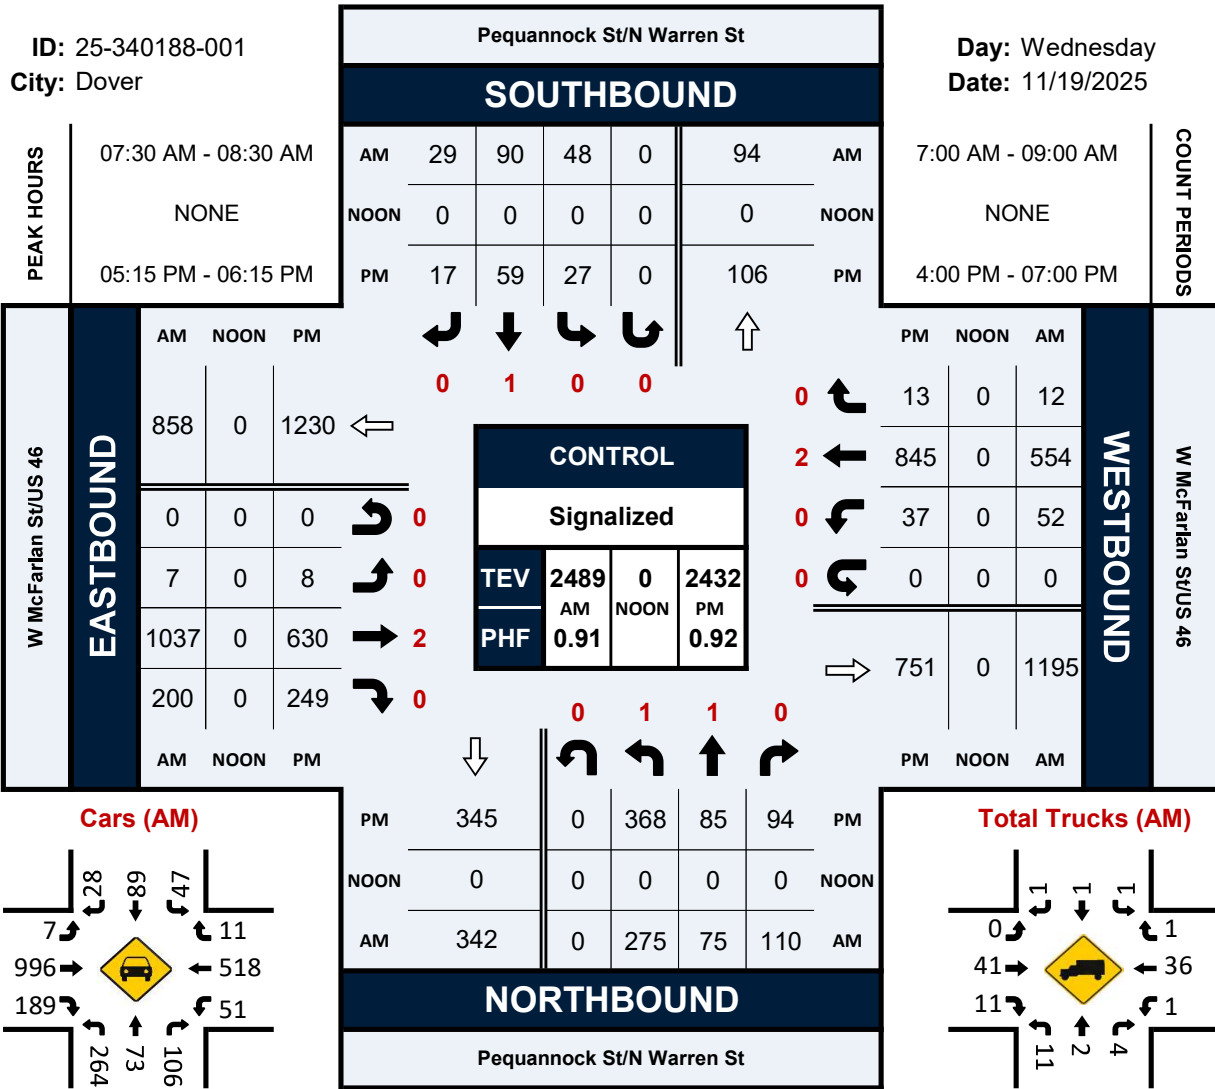 ID: 25-340188-001
City: Dover
Pequannock St/N Warren St
SOUTHBOUND
Day: Wednesday
Date: 11/19/2025
PEAK HOURS
07:30 AM - 08:30 AM
NONE
05:15 PM - 06:15 PM
AM 29 90 48 0 94 AM
NOON 0 0 0 0 0 NOON
PM 17 59 27 0 106 PM
7:00 AM - 09:00 AM
NONE
4:00 PM - 07:00 PM
COUNT PERIODS
0 1 0 0
W McFarlan St/US 46
EASTBOUND
AM NOON PM
858 0 1230
0 0 0 0
7 0 8 0
1037 0 630 2
200 0 249 0
AM NOON PM
CONTROL
Signalized
TEV 2489 0 2432
AM NOON PM
PHF 0.91 0.92
PM NOON AM
0 13 0 12
2 845 0 554
0 37 0 52
0 0 0 0
751 0 1195
PM NOON AM
WESTBOUND
W McFarlan St/US 46
0 1 1 0
PM 345 0 368 85 94 PM
NOON 0 0 0 0 0 NOON
AM 342 0 275 75 110 AM
NORTHBOUND
Pequannock St/N Warren St
Cars (AM)
28 89 47
7 11
996 518
189 51
264 73 106
Total Trucks (AM)
1 1 1
0 1
41 36
11 1
11 2 4